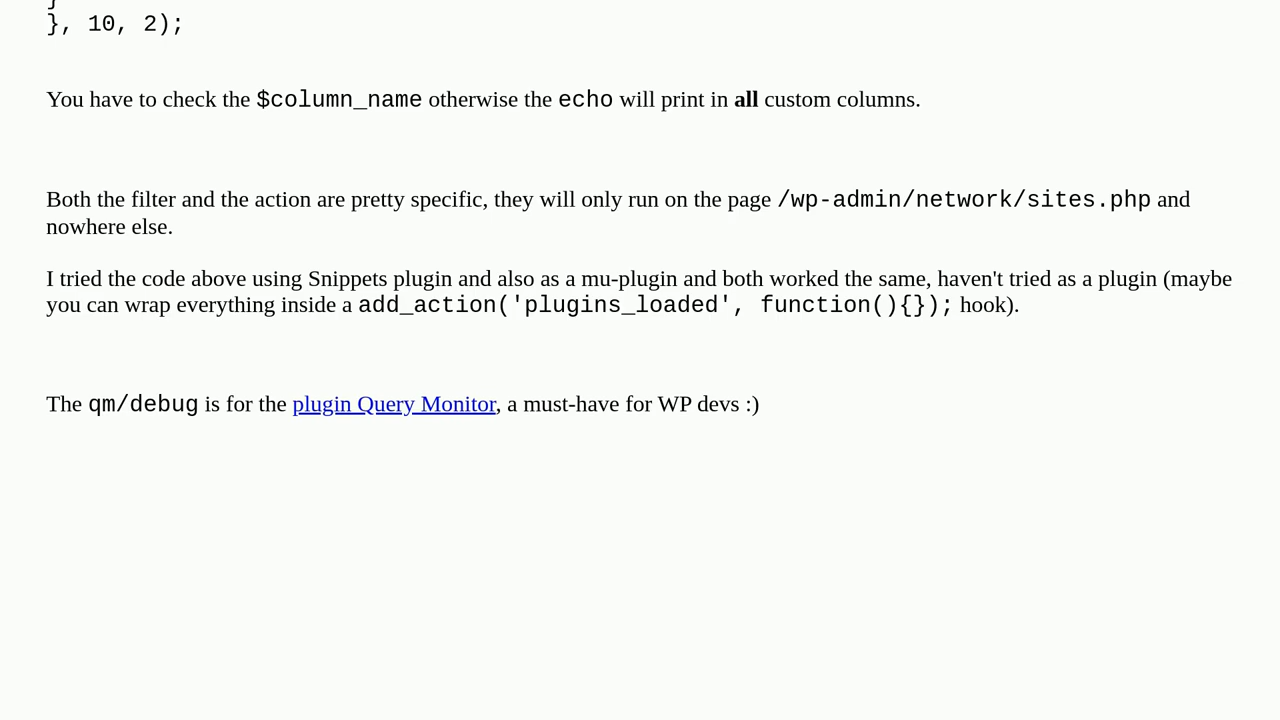 }
}, 10, 2);
You have to check the $column_name otherwise the echo will print in all custom columns.
Both the filter and the action are pretty specific, they will only run on the page /wp-admin/network/sites.php and
nowhere else.
I tried the code above using Snippets plugin and also as a mu-plugin and both worked the same, haven't tried as a plugin (maybe
you can wrap everything inside a add_action('plugins_loaded', function(){}); hook).
The qm/debug is for the plugin Query Monitor, a must-have for WP devs :)